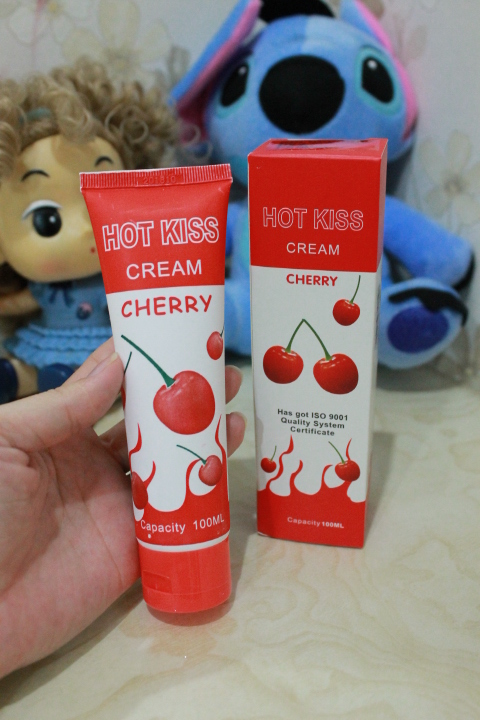 HOT KISS
CREAM
CHERRY
Capacity 100ML
HOT KISS
CREAM
CHERRY
Has got ISO 9001
Quality System
Certificate
Capacity 100ML